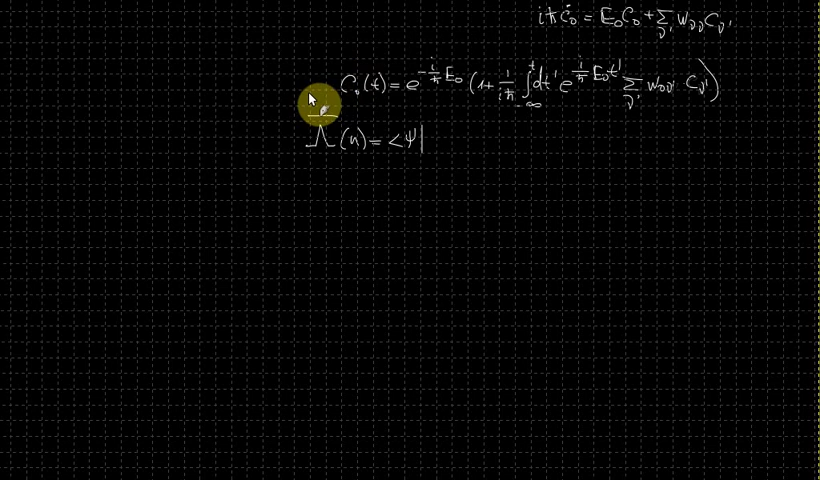 iħĊ₀ = E₀C₀ + Σ_ν' W₀ν' C_ν'
C₀(t) = e^{-i/ħ E₀} (1 + 1/iħ ∫_{-∞}^{t} dt' e^{i/ħ E₀t'} Σ_ν' W₀ν' · C_ν')
(n) = <ψ|